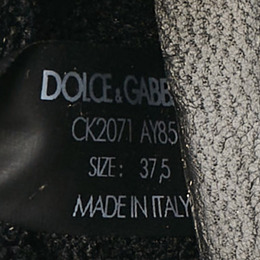 DOLCE & GABB
CK2071 AY85
SIZE: 37,5
MADE IN ITALY